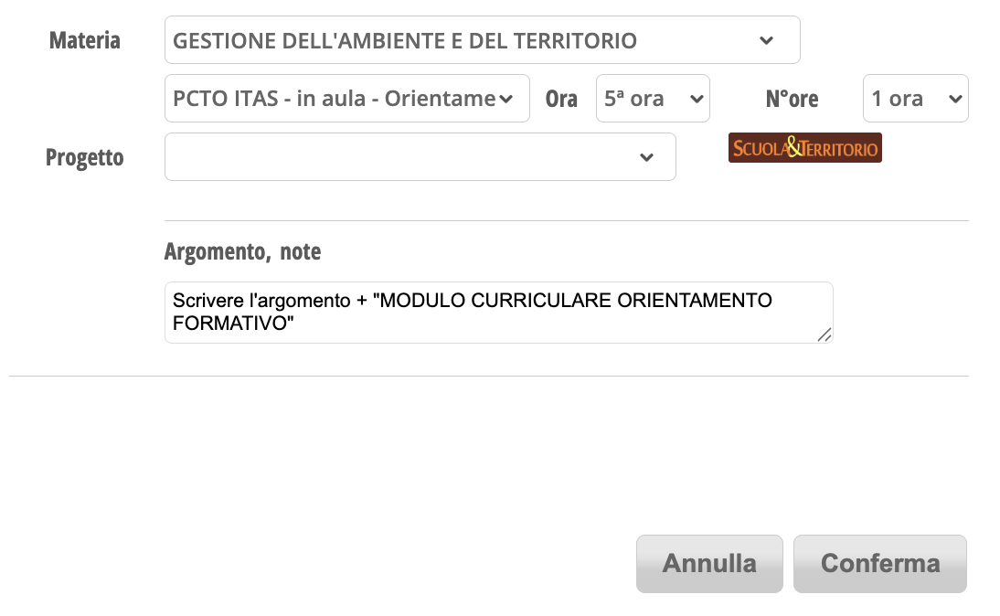 Materia GESTIONE DELL'AMBIENTE E DEL TERRITORIO
PCTO ITAS - in aula - Orientame Ora 5ª ora N°ore 1 ora
Progetto SCUOLA&TERRITORIO
Argomento, note
Scrivere l'argomento + "MODULO CURRICULARE ORIENTAMENTO
FORMATIVO"
Annulla Conferma